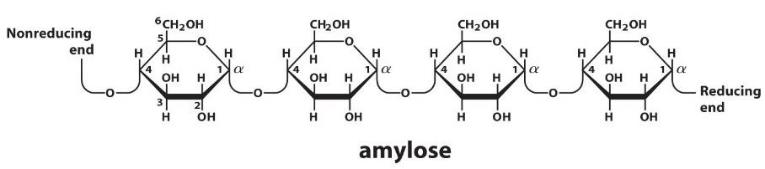 6CH₂OH CH₂OH CH₂OH CH₂OH
Nonreducing end
5 O O O O
H H H H H H H H
H H H H
4 1 α 4 1 α 4 1 α 4 1 α
OH H OH H OH H OH H
O O O O
Reducing end
3 2
H OH H OH H OH H OH
amylose